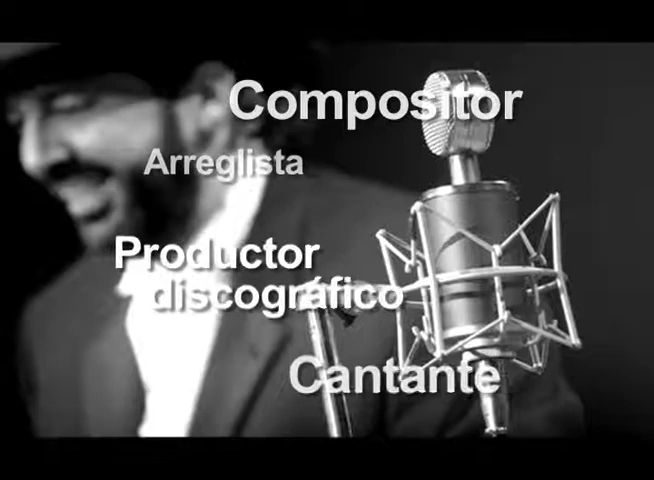 Compositor
Arreglista
Productor
discográfico
Cantante